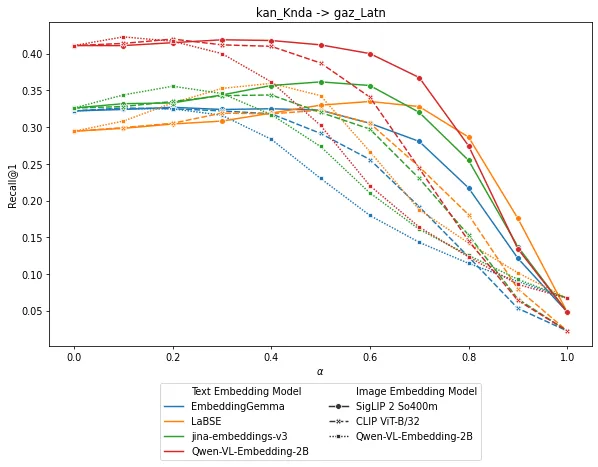 kan_Knda -> gaz_Latn
Recall@1
0.40
0.35
0.30
0.25
0.20
0.15
0.10
0.05
0.0 0.2 0.4 0.6 0.8 1.0
α
Text Embedding Model Image Embedding Model
EmbeddingGemma SigLIP 2 So400m
LaBSE CLIP ViT-B/32
jina-embeddings-v3 Qwen-VL-Embedding-2B
Qwen-VL-Embedding-2B